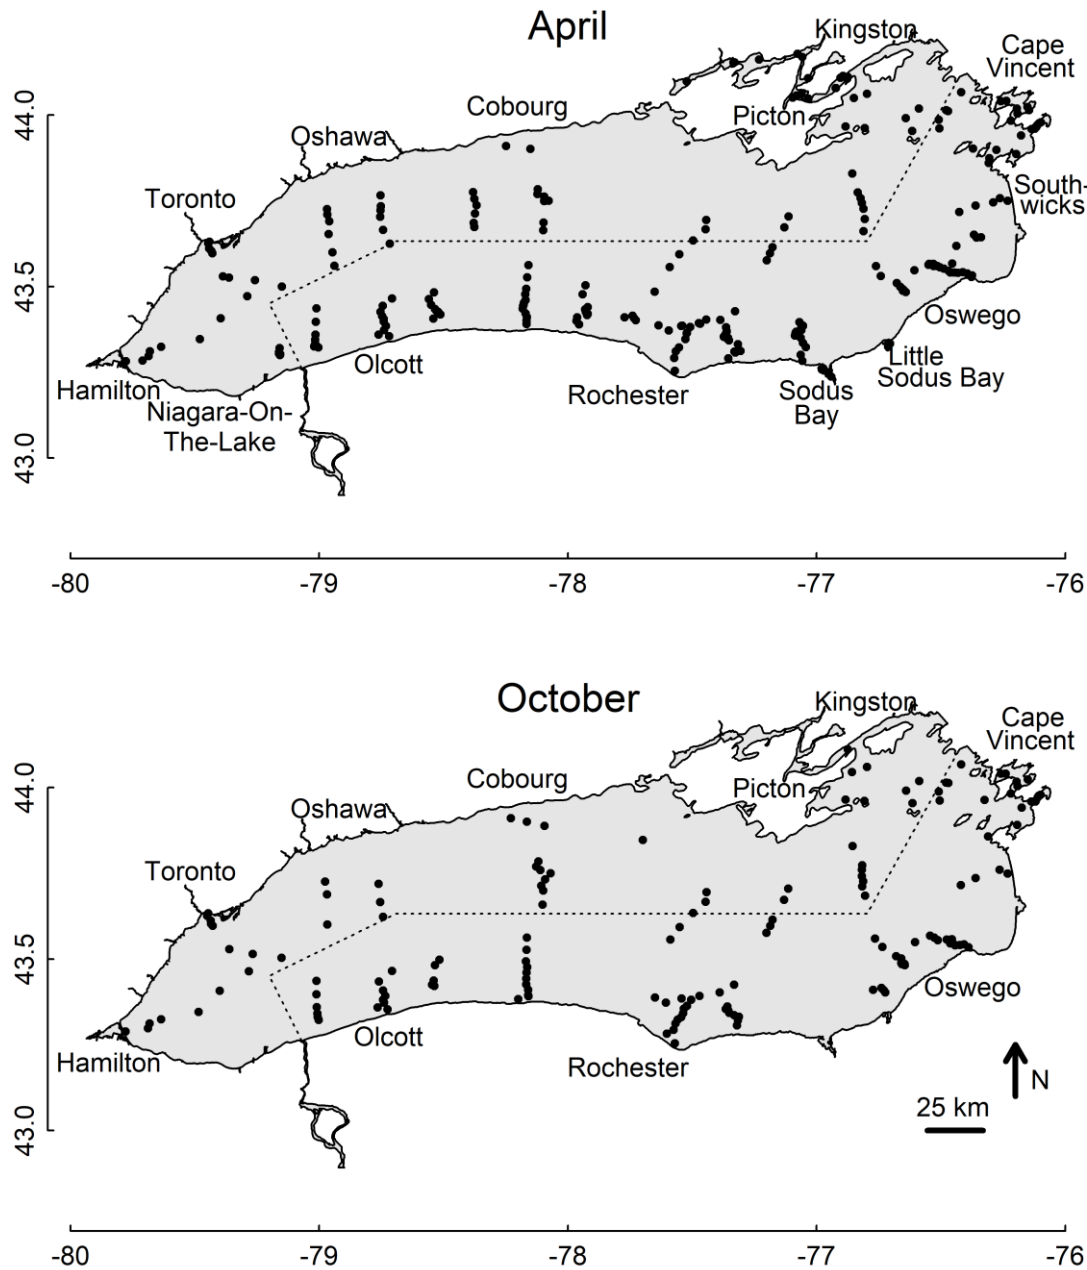 April
Kingston
Cape
Vincent
Cobourg
Picton
Oshawa
Toronto
South-
wicks
44.0
43.5
43.0
Oswego
Olcott
Little
Sodus Bay
Hamilton
Rochester
Sodus
Bay
Niagara-On-
The-Lake
-80
-79
-78
-77
-76
October
Kingston
Cape
Vincent
Cobourg
Picton
Oshawa
Toronto
44.0
43.5
43.0
Oswego
Olcott
Hamilton
Rochester
N
25 km
-80
-79
-78
-77
-76